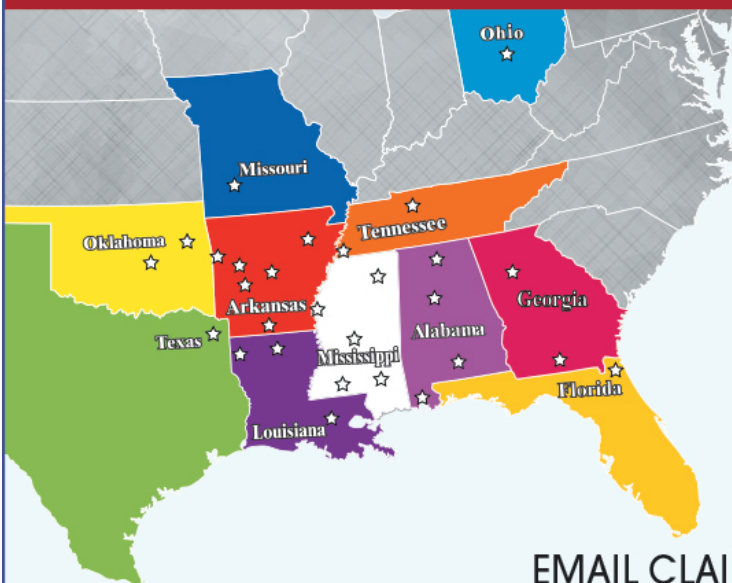 Ohio
Missouri
Tennessee
Oklahoma
Arkansas
Georgia
Texas
Alabama
Mississippi
Florida
Louisiana
EMAIL CLAI